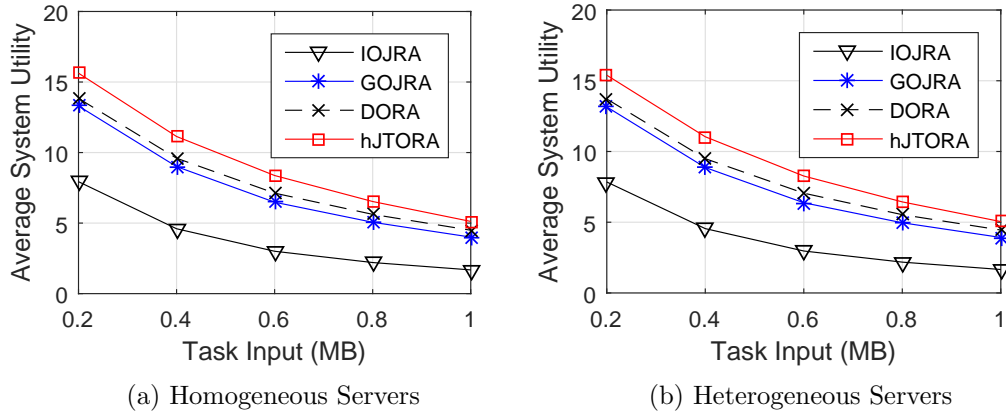 20
15
10
5
0
Average System Utility
IOJRA
GOJRA
DORA
hJTORA
0.2 0.4 0.6 0.8 1
Task Input (MB)
(a) Homogeneous Servers
20
15
10
5
0
Average System Utility
IOJRA
GOJRA
DORA
hJTORA
0.2 0.4 0.6 0.8 1
Task Input (MB)
(b) Heterogeneous Servers